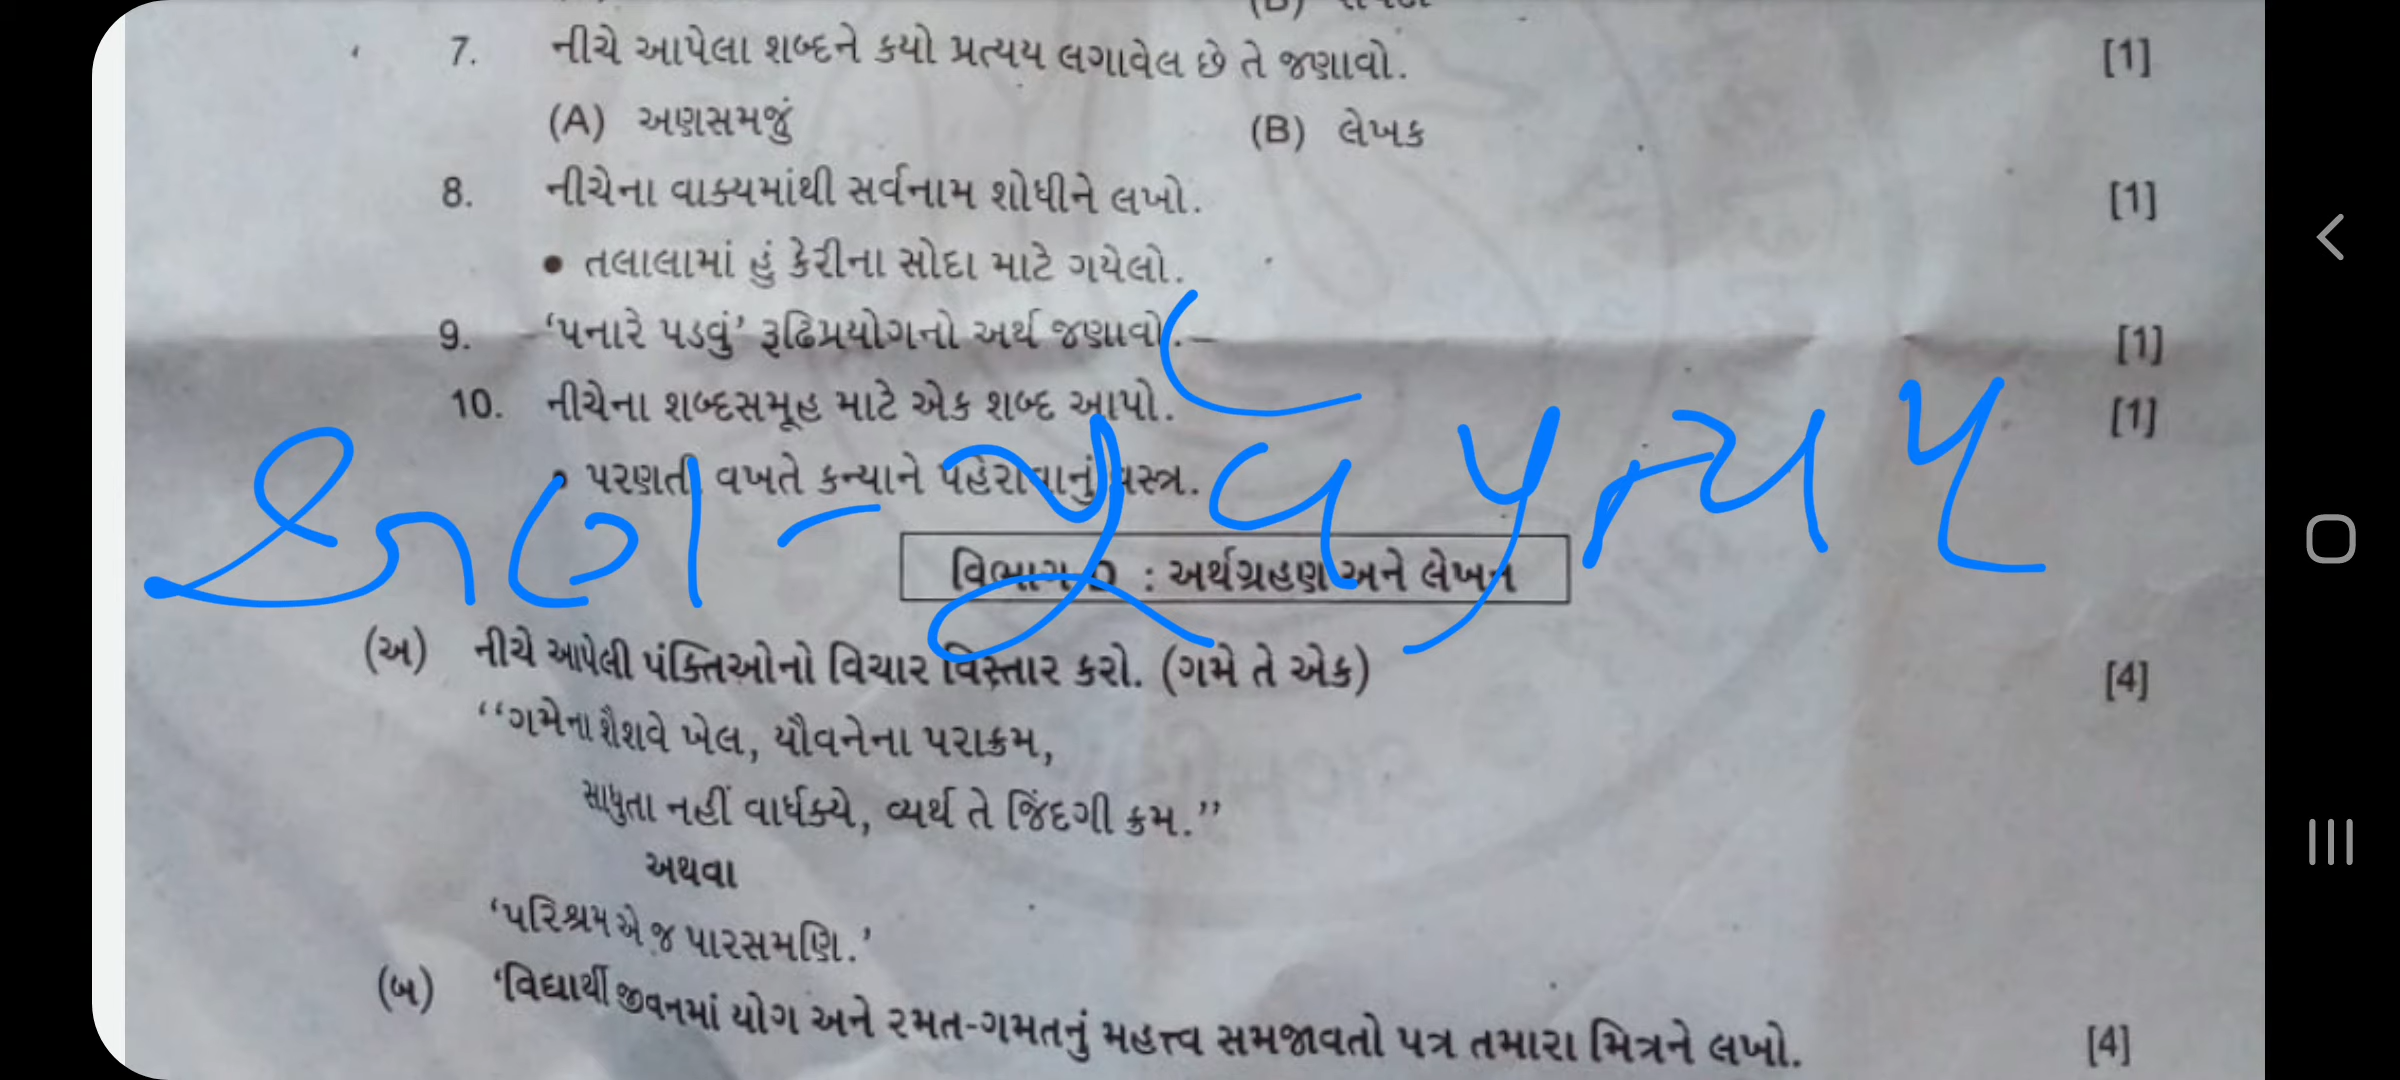 7. નીચે આપેલા શબ્દને કયો પ્રત્યય લગાવેલ છે તે જણાવો. [1]
(A) અણસમજું (B) લેખક
8. નીચેના વાક્યમાંથી સર્વનામ શોધીને લખો. [1]
• તલાલામાં હું કેરીના સોદા માટે ગયેલો.
9. 'પનારે પડવું' રૂઢિપ્રયોગનો અર્થ જણાવો. [1]
10. નીચેના શબ્દસમૂહ માટે એક શબ્દ આપો. [1]
• પરણતી વખતે કન્યાને પહેરાવાનું વસ્ત્ર.
અણ - પૂર્વ પ્રત્યય
વિભાગ-D : અર્થગ્રહણ અને લેખન
(અ) નીચે આપેલી પંક્તિઓનો વિચાર વિસ્તાર કરો. (ગમે તે એક) [4]
"ગમેના શૈશવે ખેલ, યૌવનેના પરાક્રમ,
સાધુતા નહીં વાર્ધક્યે, વ્યર્થ તે જિંદગી ક્રમ."
અથવા
'પરિશ્રમ એ જ પારસમણિ.'
(બ) 'વિદ્યાર્થી જીવનમાં યોગ અને રમત-ગમતનું મહત્ત્વ સમજાવતો પત્ર તમારા મિત્રને લખો. [4]